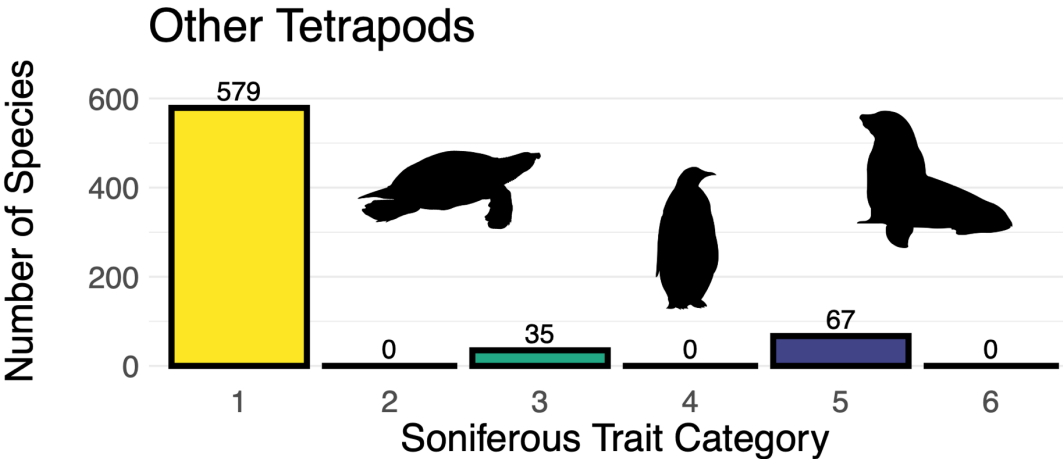 Other Tetrapods
Number of Species
600
400
200
0
579
0
35
0
67
0
1 2 3 4 5 6
Soniferous Trait Category